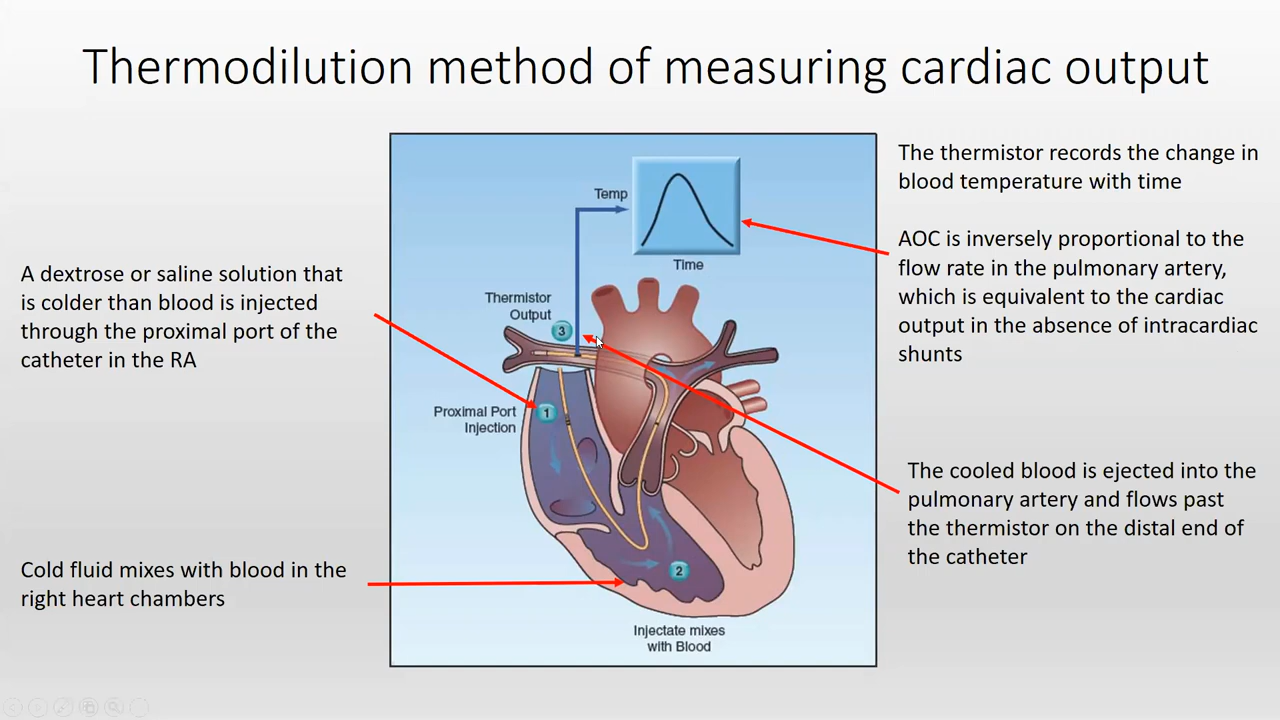 Thermodilution method of measuring cardiac output
A dextrose or saline solution that
is colder than blood is injected
through the proximal port of the
catheter in the RA
Cold fluid mixes with blood in the
right heart chambers
Temp
Time
Thermistor
Output
3
Proximal Port
Injection
1
2
Injectate mixes
with Blood
The thermistor records the change in
blood temperature with time
AOC is inversely proportional to the
flow rate in the pulmonary artery,
which is equivalent to the cardiac
output in the absence of intracardiac
shunts
The cooled blood is ejected into the
pulmonary artery and flows past
the thermistor on the distal end of
the catheter